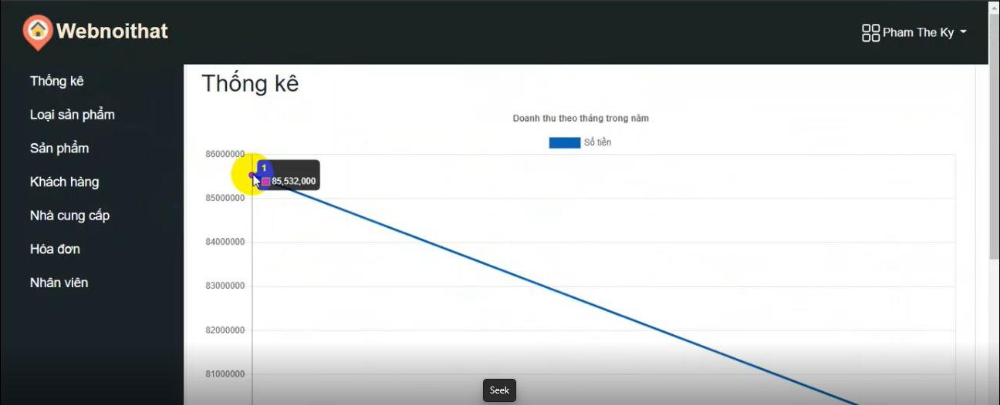 Webnoithat
Pham The Ky
Thống kê
Loại sản phẩm
Sản phẩm
Khách hàng
Nhà cung cấp
Hóa đơn
Nhân viên
Thống kê
Doanh thu theo tháng trong năm
Số tiền
86000000
85000000
84000000
83000000
82000000
81000000
1
85,532,000
Seek